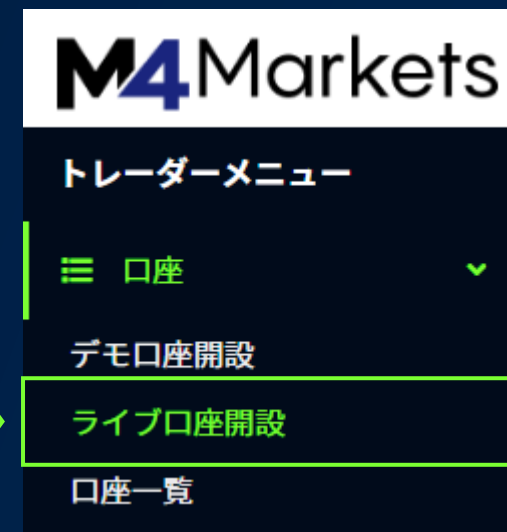 M4Markets
トレーダーメニュー
口座
デモ口座開設
ライブ口座開設
口座一覧